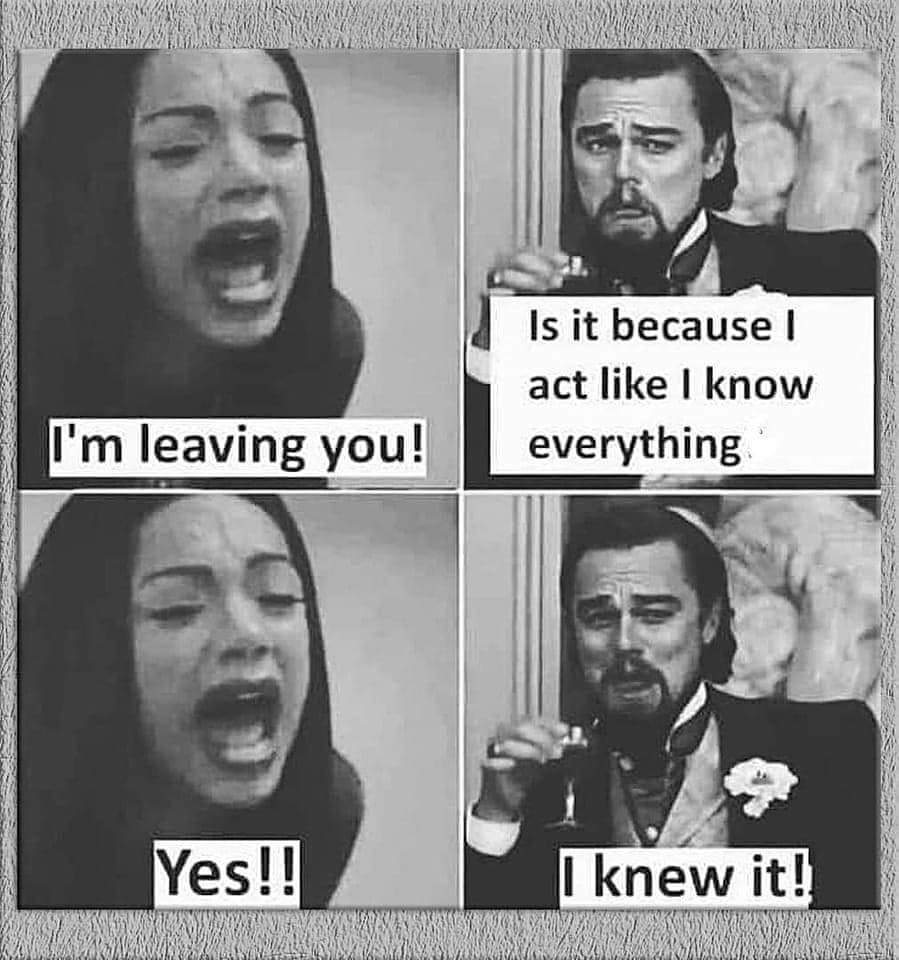 I'm leaving you!
Is it because I
act like I know
everything
Yes!!
I knew it!